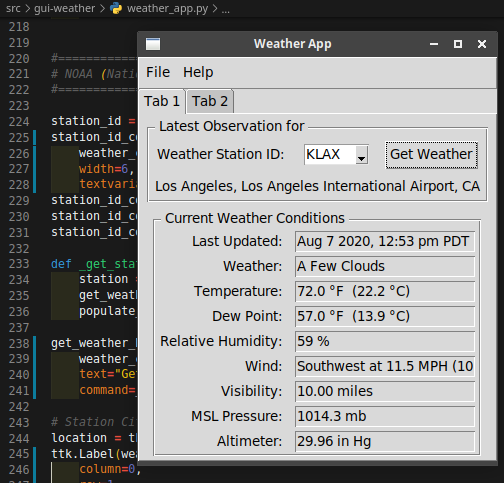 src > gui-weather > weather_app.py > ...
218
219
220 #============
221 # NOAA (Nati
222 #============
223
224 station_id =
225 station_id_c
226 weather_
227 width=6,
228 textvaria
229 station_id_c
230 station_id_c
231 station_id_c
232
233 def _get_sta
234 station =
235 get_weath
236 populate_
237
238 get_weather_
239 weather_c
240 text="Ge
241 command=_
242
243 # Station Ci
244 location = t
245 ttk.Label(wea
246 column=0,
247
Weather App
File Help
Tab 1 Tab 2
Latest Observation for
Weather Station ID: KLAX Get Weather
Los Angeles, Los Angeles International Airport, CA
Current Weather Conditions
Last Updated: Aug 7 2020, 12:53 pm PDT
Weather: A Few Clouds
Temperature: 72.0 °F (22.2 °C)
Dew Point: 57.0 °F (13.9 °C)
Relative Humidity: 59 %
Wind: Southwest at 11.5 MPH (10
Visibility: 10.00 miles
MSL Pressure: 1014.3 mb
Altimeter: 29.96 in Hg